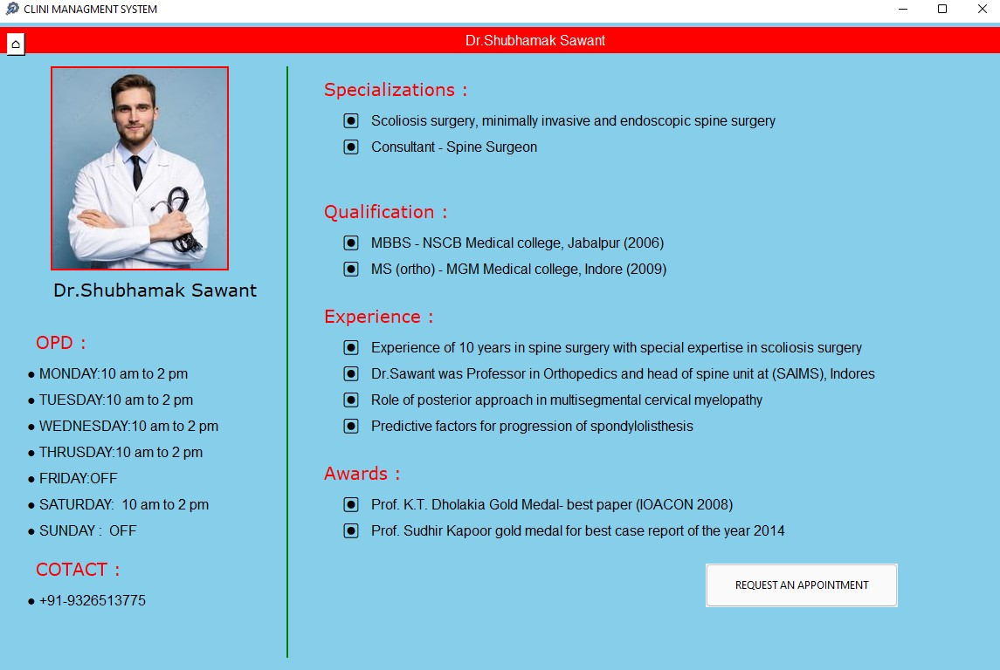 CLINI MANAGMENT SYSTEM
Dr.Shubhamak Sawant
Dr.Shubhamak Sawant
OPD :
● MONDAY:10 am to 2 pm
● TUESDAY:10 am to 2 pm
● WEDNESDAY:10 am to 2 pm
● THRUSDAY:10 am to 2 pm
● FRIDAY:OFF
● SATURDAY:  10 am to 2 pm
● SUNDAY :  OFF
COTACT :
● +91-9326513775
Specializations :
Scoliosis surgery, minimally invasive and endoscopic spine surgery
Consultant - Spine Surgeon
Qualification :
MBBS - NSCB Medical college, Jabalpur (2006)
MS (ortho) - MGM Medical college, Indore (2009)
Experience :
Experience of 10 years in spine surgery with special expertise in scoliosis surgery
Dr.Sawant was Professor in Orthopedics and head of spine unit at (SAIMS), Indores
Role of posterior approach in multisegmental cervical myelopathy
Predictive factors for progression of spondylolisthesis
Awards :
Prof. K.T. Dholakia Gold Medal- best paper (IOACON 2008)
Prof. Sudhir Kapoor gold medal for best case report of the year 2014
REQUEST AN APPOINTMENT